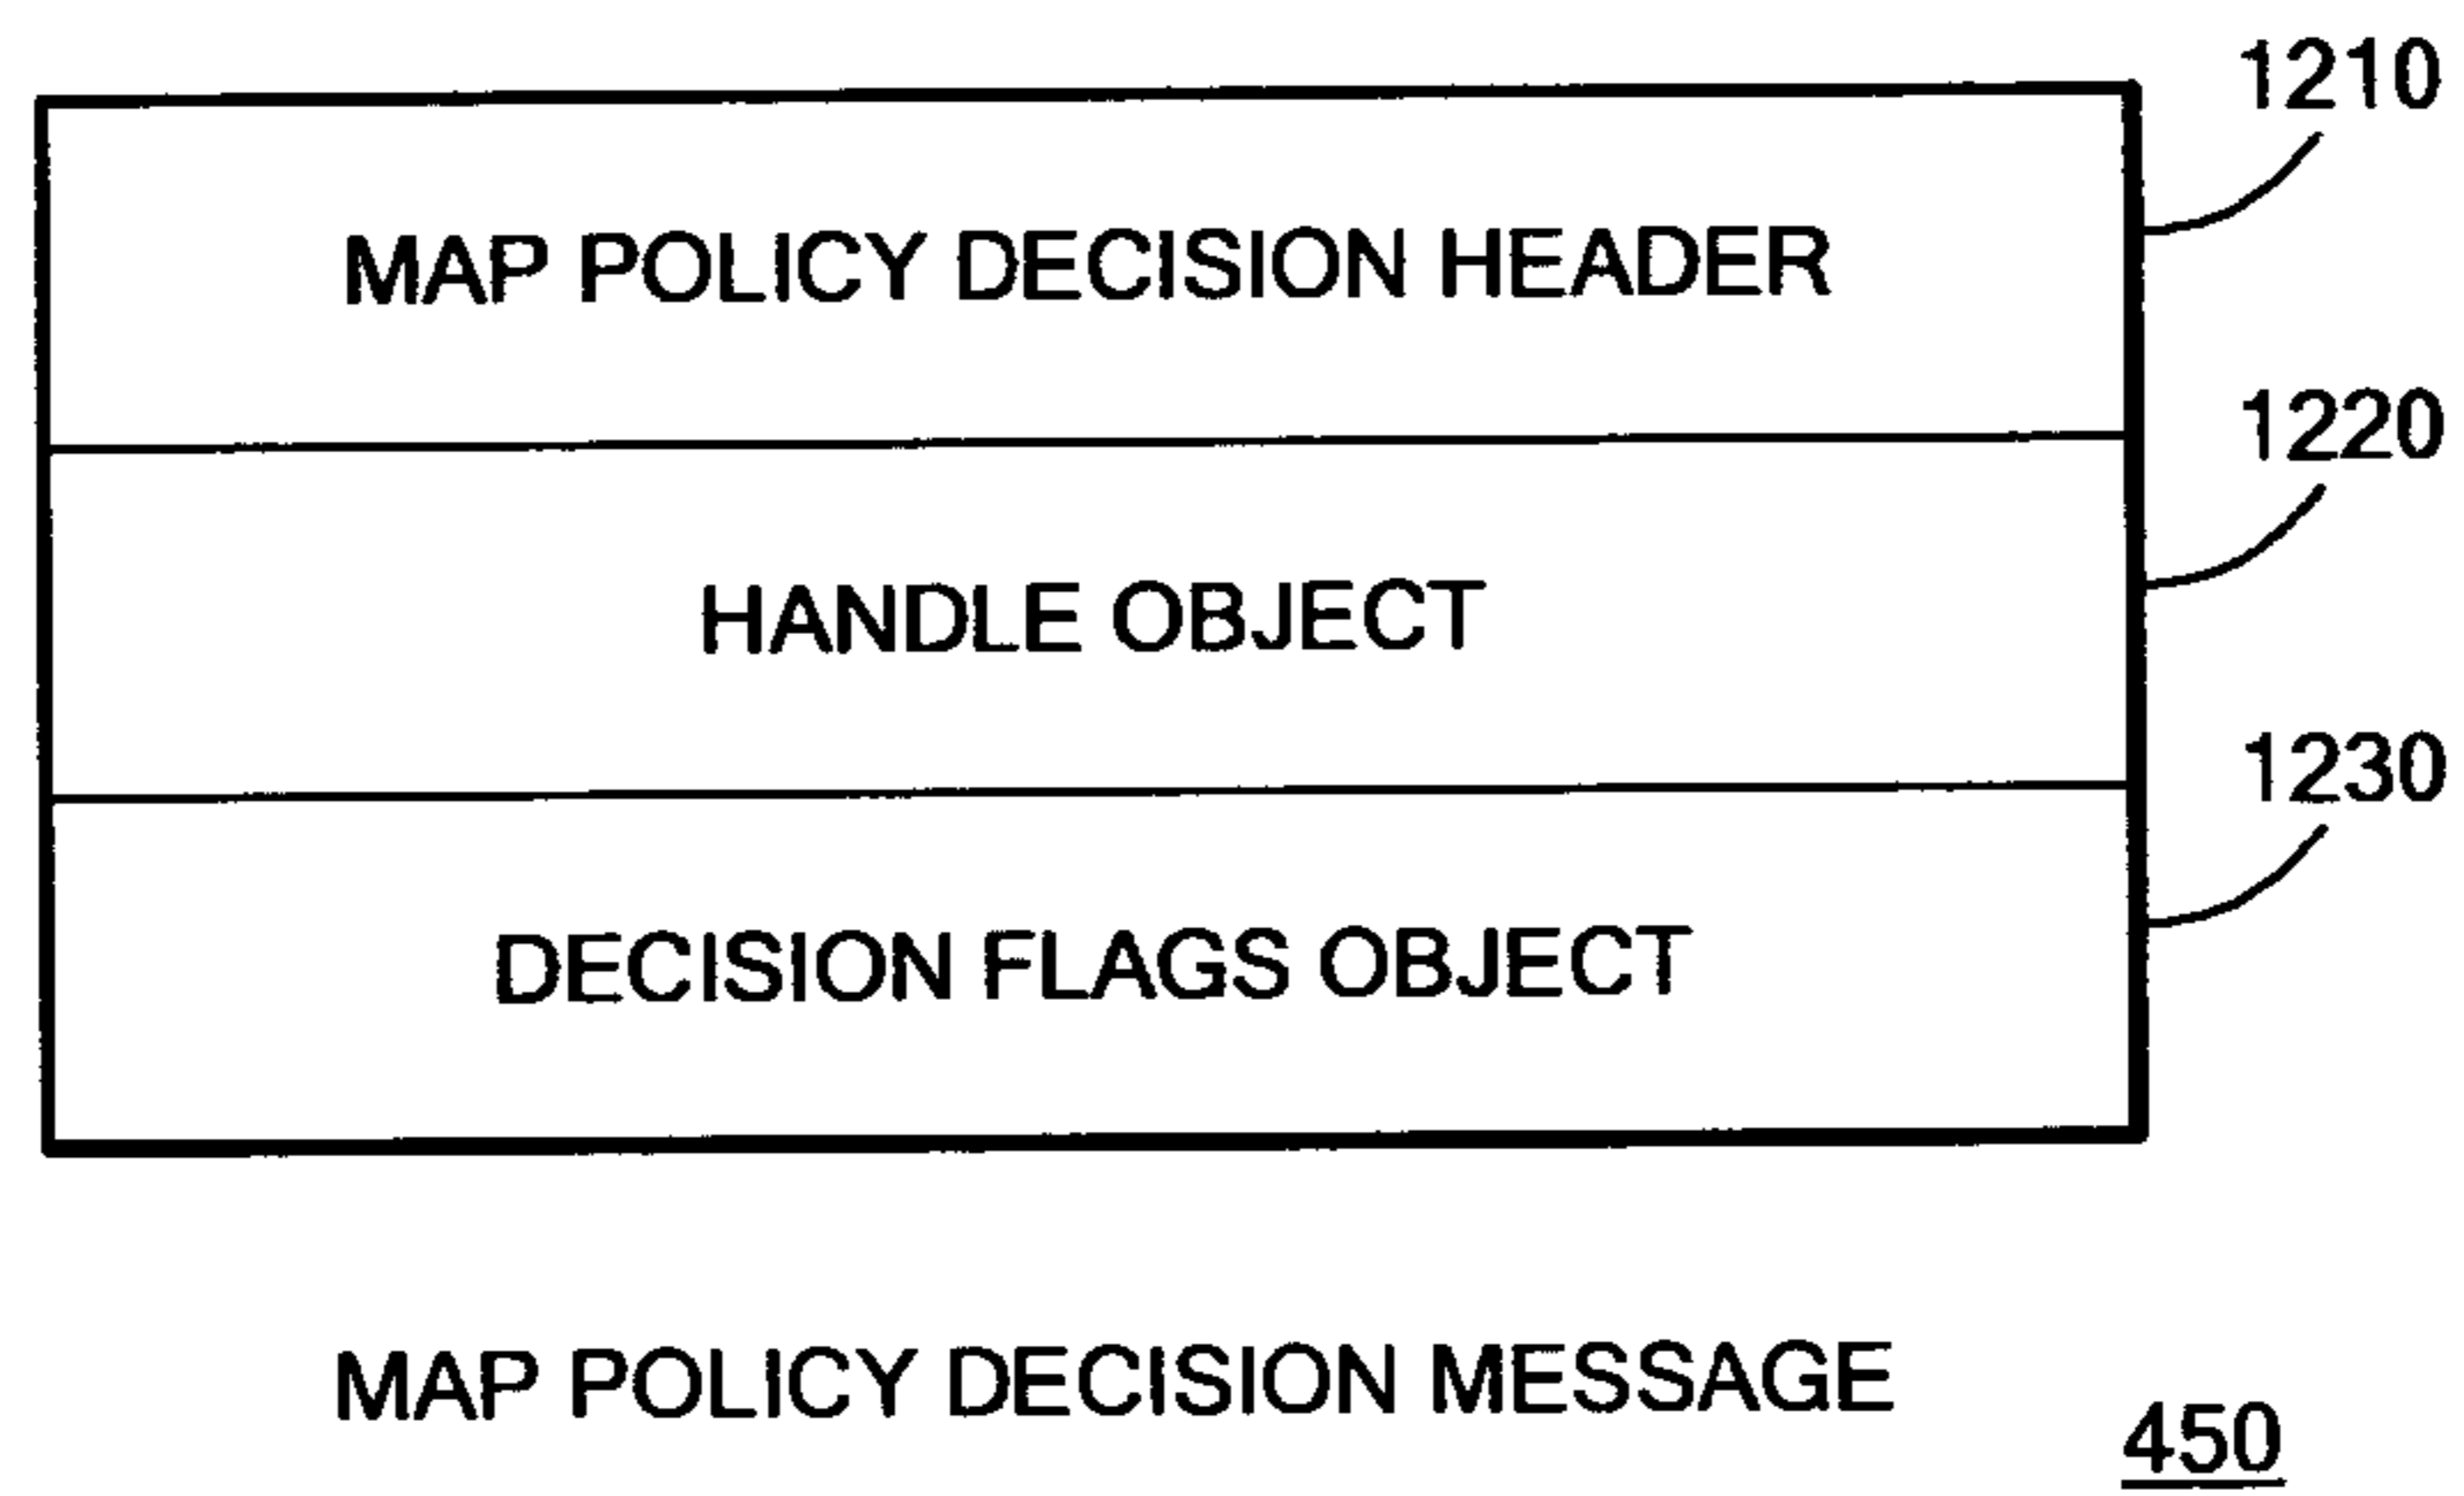 1210
MAP POLICY DECISION HEADER
1220
HANDLE OBJECT
1230
DECISION FLAGS OBJECT
MAP POLICY DECISION MESSAGE
450